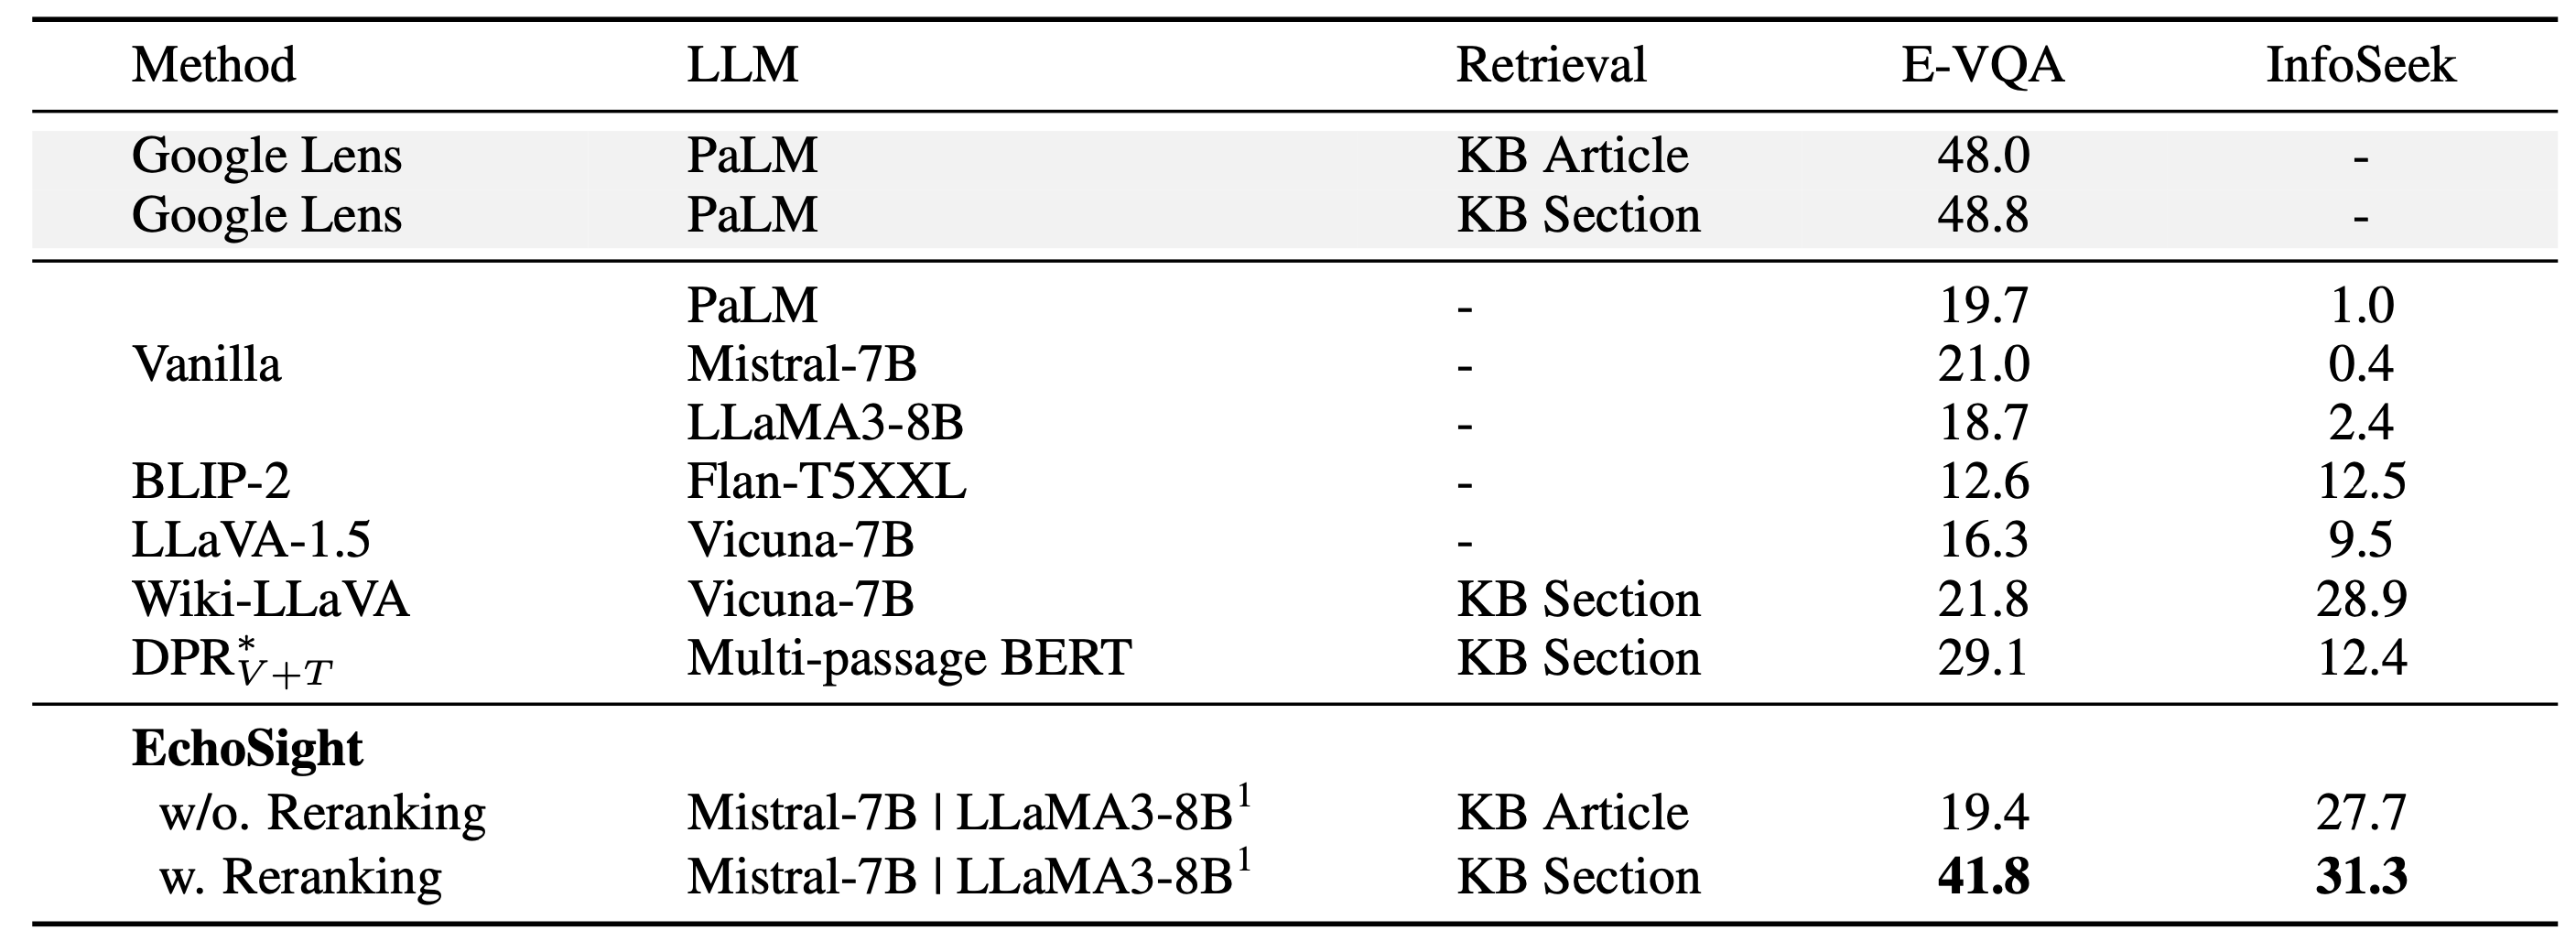 Method LLM Retrieval E-VQA InfoSeek
Google Lens PaLM KB Article 48.0 -
Google Lens PaLM KB Section 48.8 -
PaLM - 19.7 1.0
Vanilla Mistral-7B - 21.0 0.4
LLaMA3-8B - 18.7 2.4
BLIP-2 Flan-T5XXL - 12.6 12.5
LLaVA-1.5 Vicuna-7B - 16.3 9.5
Wiki-LLaVA Vicuna-7B KB Section 21.8 28.9
DPR*V+T Multi-passage BERT KB Section 29.1 12.4
EchoSight
w/o. Reranking Mistral-7B | LLaMA3-8B¹ KB Article 19.4 27.7
w. Reranking Mistral-7B | LLaMA3-8B¹ KB Section 41.8 31.3